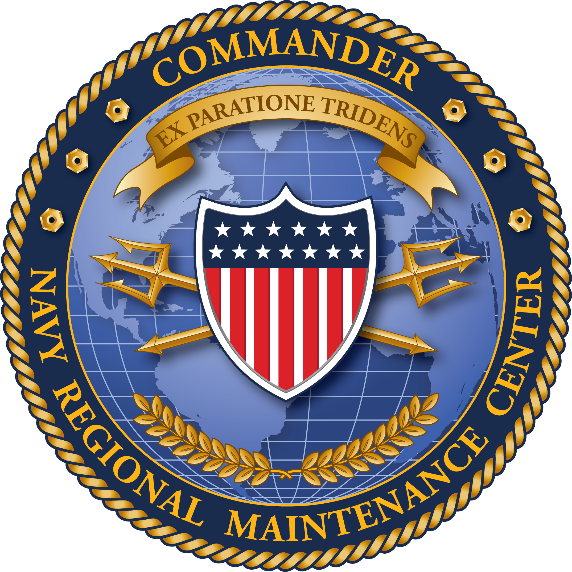 COMMANDER
EX PARATIONE TRIDENS
NAVY REGIONAL MAINTENANCE CENTER